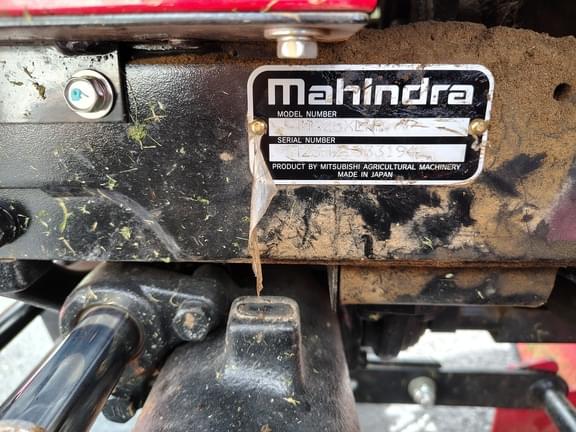 Mahindra
MODEL NUMBER
SERIAL NUMBER
PRODUCT BY MITSUBISHI AGRICULTURAL MACHINERY
MADE IN JAPAN